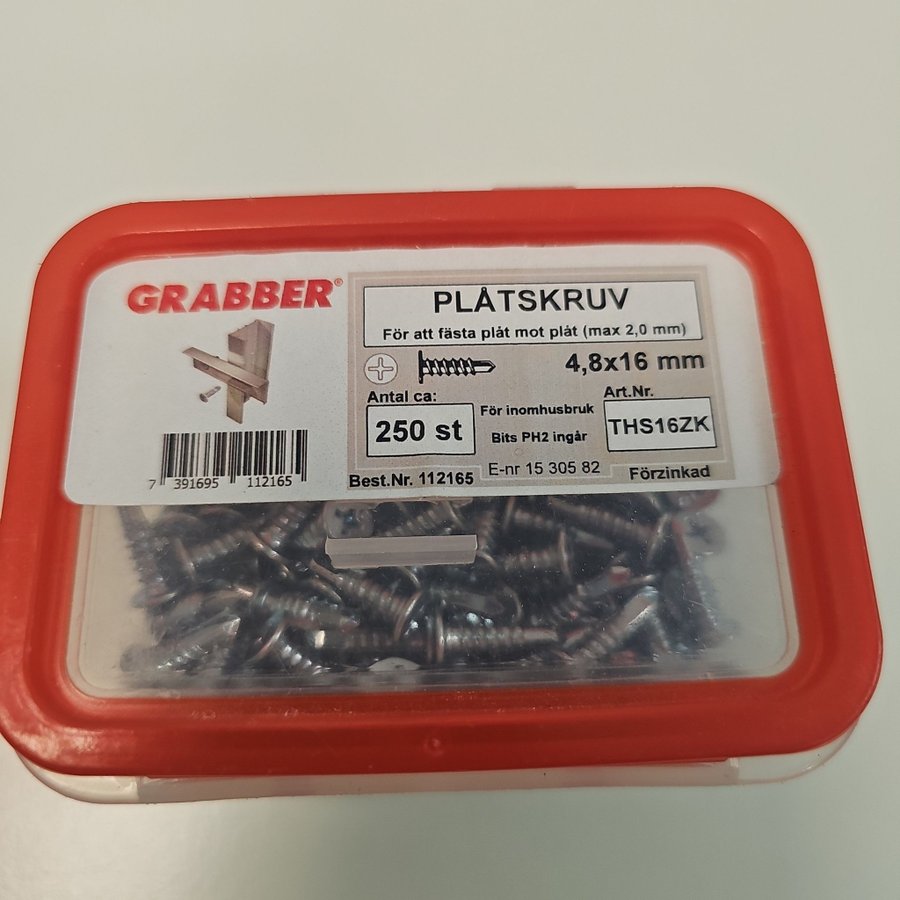 GRABBER®
PLÅTSKRUV
För att fästa plåt mot plåt (max 2,0 mm)
4,8x16 mm
Antal ca:
250 st
För inomhusbruk
Bits PH2 ingår
Art.Nr.
THS16ZK
7 391695 112165
Best.Nr. 112165
E-nr 15 305 82
Förzinkad